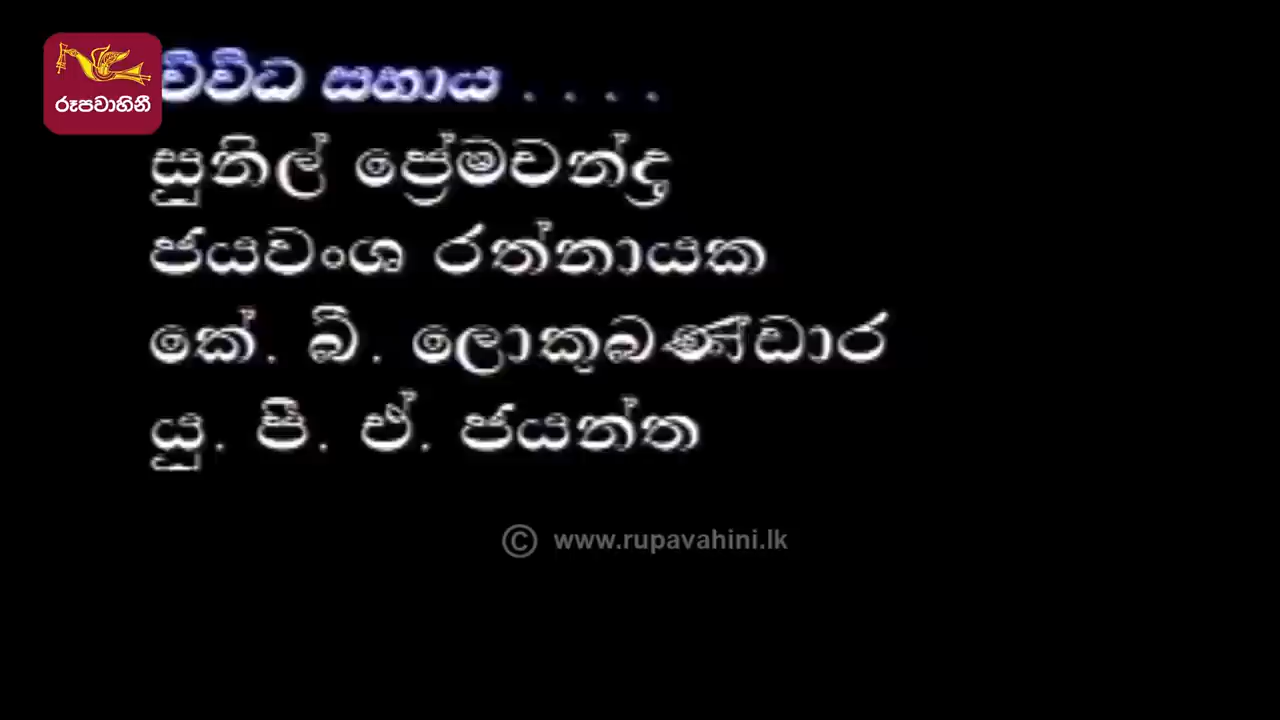 රූපවාහිනී
විවිධ සහාය . . . .
සුනිල් ප්‍රේමචන්ද්‍ර
ජයවංශ රත්නායක
කේ. බී. ලොකුබණ්ඩාර
යු. පී. ඒ. ජයන්ත
© www.rupavahini.lk